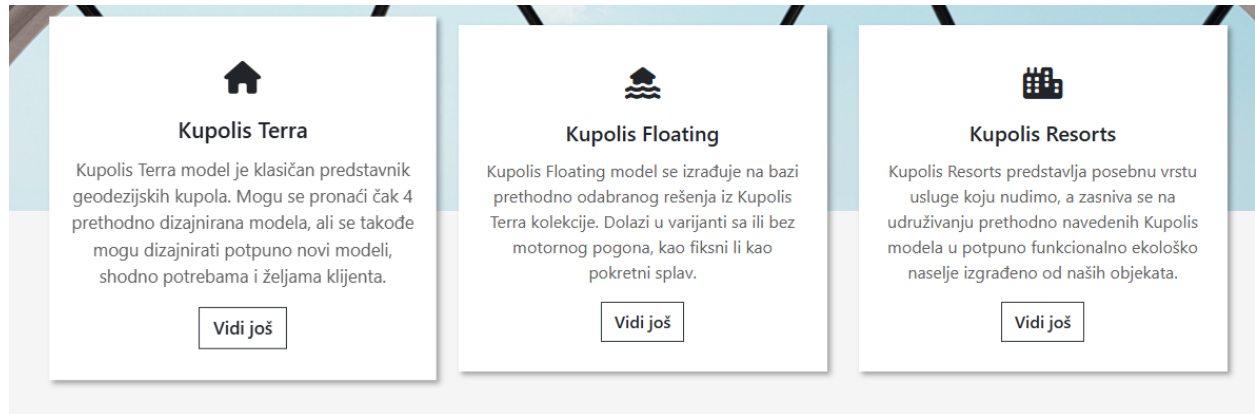 Kupolis Terra
Kupolis Terra model je klasičan predstavnik
geodezijskih kupola. Mogu se pronaći čak 4
prethodno dizajnirana modela, ali se takođe
mogu dizajnirati potpuno novi modeli,
shodno potrebama i željama klijenta.
Vidi još
Kupolis Floating
Kupolis Floating model se izrađuje na bazi
prethodno odabranog rešenja iz Kupolis
Terra kolekcije. Dolazi u varijanti sa ili bez
motornog pogona, kao fiksni li kao
pokretni splav.
Vidi još
Kupolis Resorts
Kupolis Resorts predstavlja posebnu vrstu
usluge koju nudimo, a zasniva se na
udruživanju prethodno navedenih Kupolis
modela u potpuno funkcionalno ekološko
naselje izgrađeno od naših objekata.
Vidi još